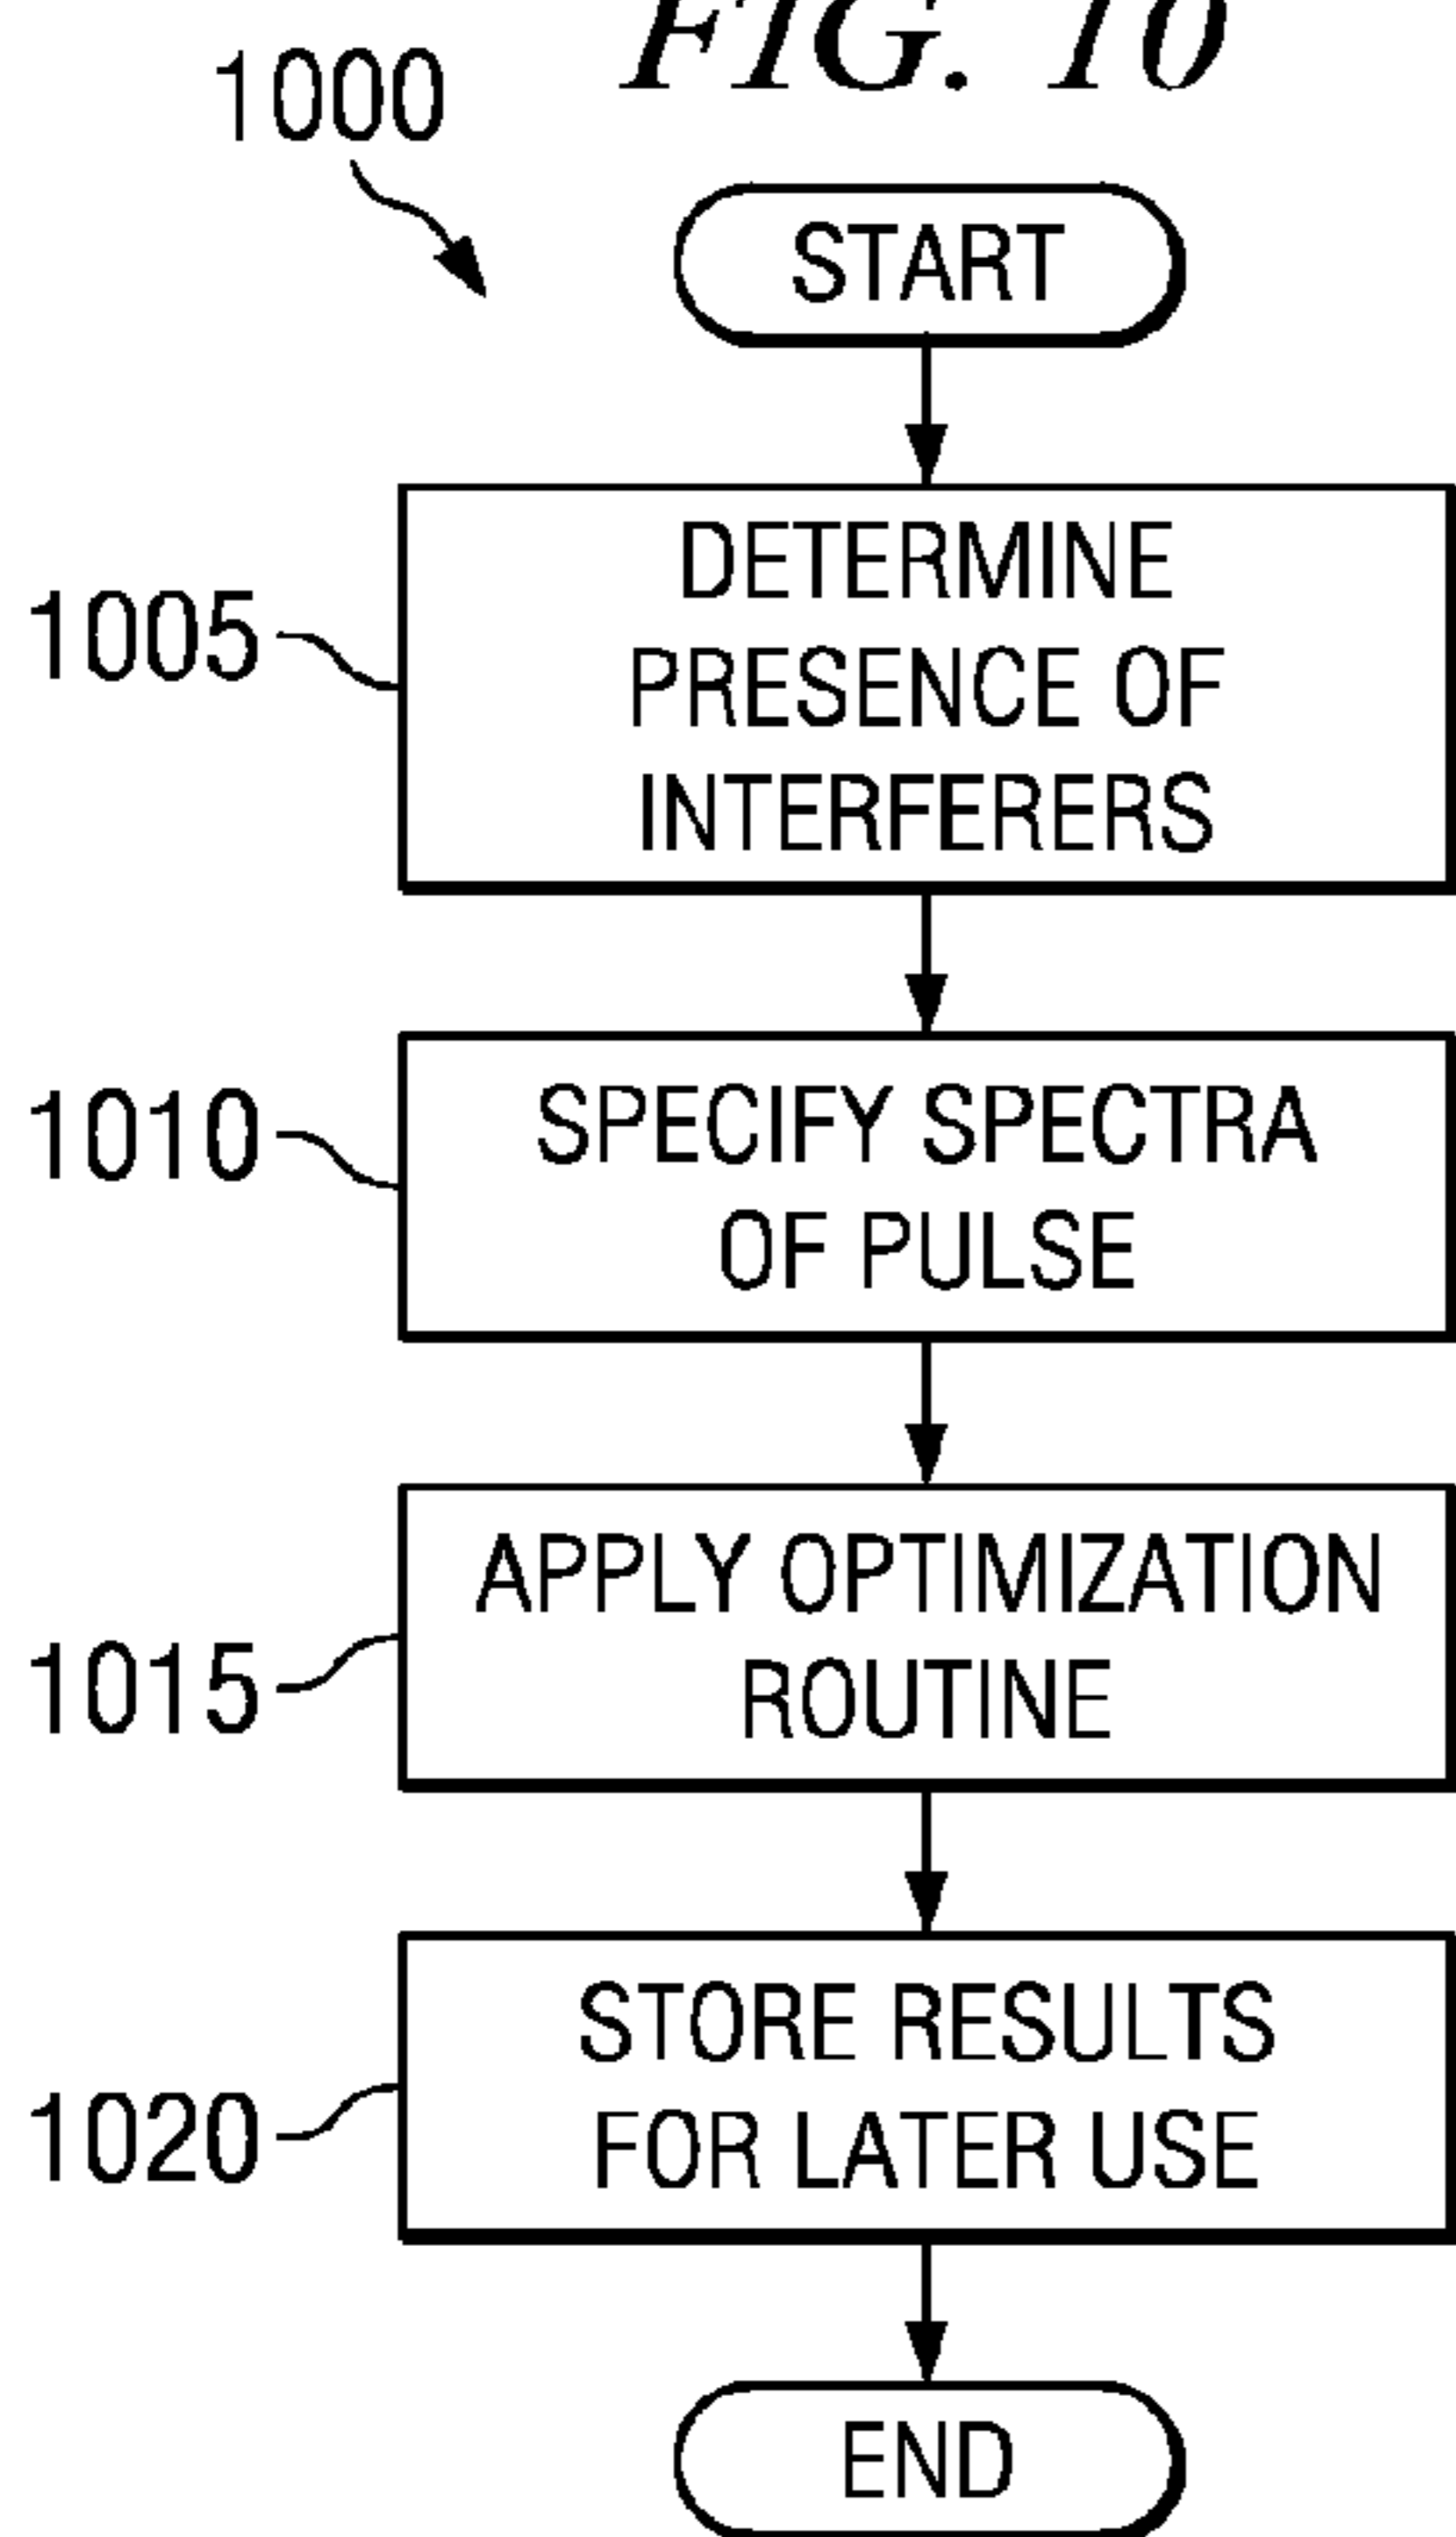 FIG. 10
1000
START
1005
DETERMINE
PRESENCE OF
INTERFERERS
1010
SPECIFY SPECTRA
OF PULSE
1015
APPLY OPTIMIZATION
ROUTINE
1020
STORE RESULTS
FOR LATER USE
END